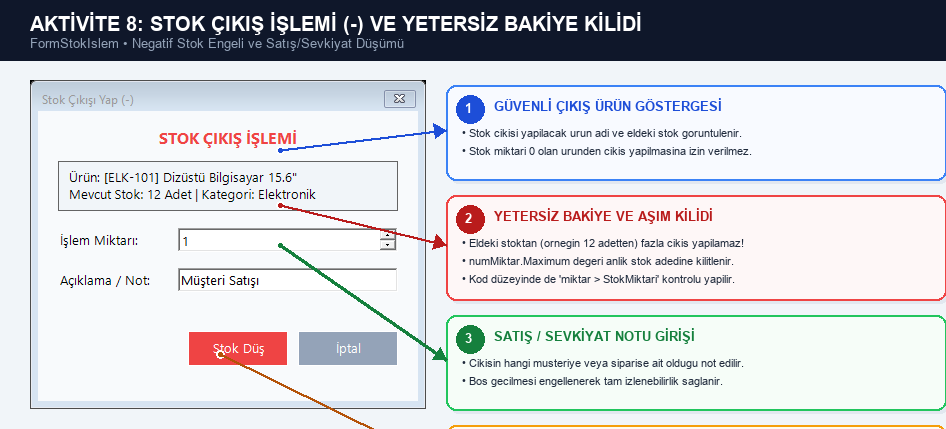 AKTİVİTE 8: STOK ÇIKIŞ İŞLEMİ (-) VE YETERSİZ BAKİYE KİLİDİ
FormStokIslem • Negatif Stok Engeli ve Satış/Sevkiyat Düşümü
Stok Çıkışı Yap (-)
STOK ÇIKIŞ İŞLEMİ
Ürün: [ELK-101] Dizüstü Bilgisayar 15.6"
Mevcut Stok: 12 Adet | Kategori: Elektronik
İşlem Miktarı:
1
Açıklama / Not:
Müşteri Satışı
Stok Düş
İptal
1
GÜVENLİ ÇIKIŞ ÜRÜN GÖSTERGESİ
• Stok cikisi yapilacak urun adi ve eldeki stok goruntulenir.
• Stok miktari 0 olan urunden cikis yapilmasina izin verilmez.
2
YETERSİZ BAKİYE VE AŞIM KİLİDİ
• Eldeki stoktan (ornegin 12 adetten) fazla cikis yapilamaz!
• numMiktar.Maximum degeri anlik stok adedine kilitlenir.
• Kod düzeyinde de 'miktar > StokMiktari' kontrolu yapilir.
3
SATIŞ / SEVKİYAT NOTU GİRİŞİ
• Cikisin hangi musteriye veya siparise ait oldugu not edilir.
• Bos gecilmesi engellenerek tam izlenebilirlik saglanir.